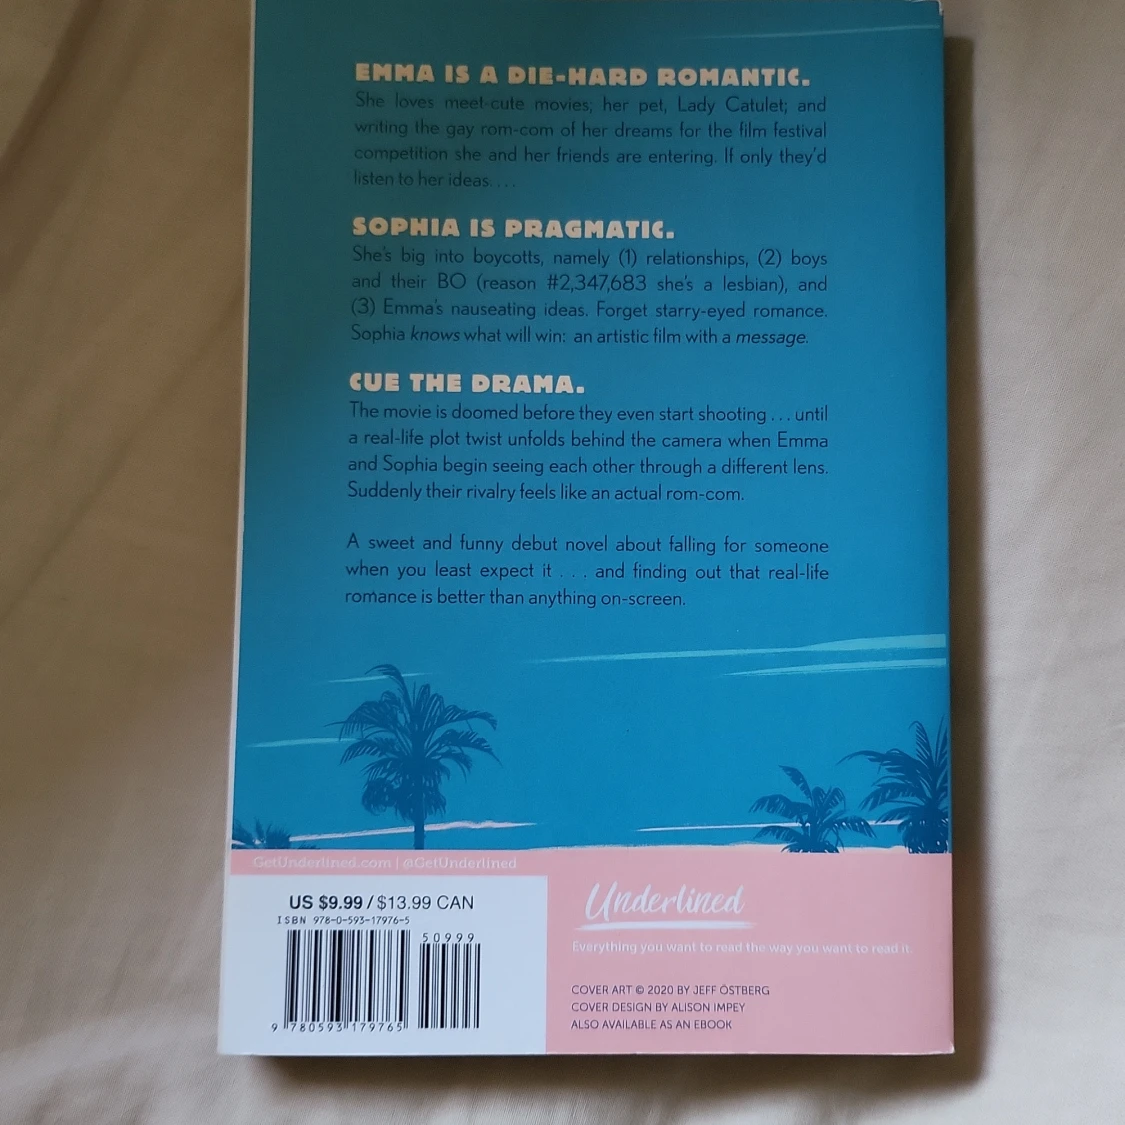 EMMA IS A DIE-HARD ROMANTIC.
She loves meet-cute movies; her pet, Lady Catulet; and
writing the gay rom-com of her dreams for the film festival
competition she and her friends are entering. If only they'd
listen to her ideas. . . .
SOPHIA IS PRAGMATIC.
She's big into boycotts, namely (1) relationships, (2) boys
and their BO (reason #2,347,683 she's a lesbian), and
(3) Emma's nauseating ideas. Forget starry-eyed romance.
Sophia knows what will win: an artistic film with a message.
CUE THE DRAMA.
The movie is doomed before they even start shooting . . . until
a real-life plot twist unfolds behind the camera when Emma
and Sophia begin seeing each other through a different lens.
Suddenly their rivalry feels like an actual rom-com.
A sweet and funny debut novel about falling for someone
when you least expect it . . . and finding out that real-life
romance is better than anything on-screen.
GetUnderlined.com | @GetUnderlined
US $9.99 / $13.99 CAN
ISBN 978-0-593-17976-5
50999
9 780593 179765
Underlined
Everything you want to read the way you want to read it.
COVER ART © 2020 BY JEFF ÖSTBERG
COVER DESIGN BY ALISON IMPEY
ALSO AVAILABLE AS AN EBOOK